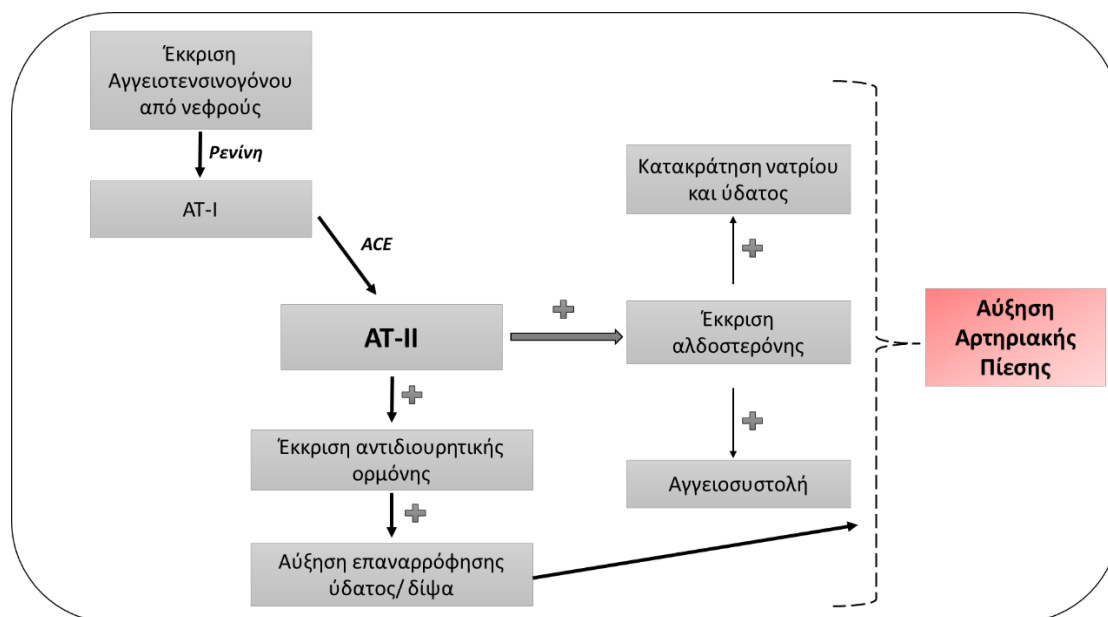 Έκκριση
Αγγειοτενσινογόνου
από νεφρούς
Ρενίνη
AT-I
ACE
AT-II
Έκκριση αντιδιουρητικής
ορμόνης
Αύξηση επαναρρόφησης
ύδατος/ δίψα
Κατακράτηση νατρίου
και ύδατος
Έκκριση
αλδοστερόνης
Αγγειοσυστολή
Αύξηση
Αρτηριακής
Πίεσης